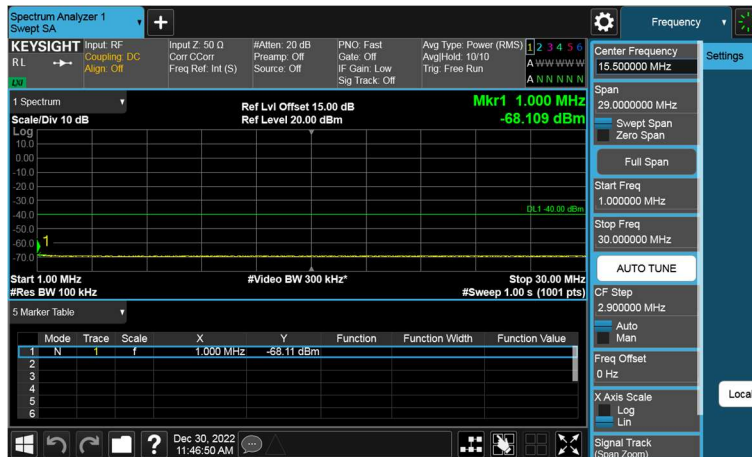 Spectrum Analyzer 1
Swept SA
Frequency
KEYSIGHT
RL
LXI
Input: RF
Coupling: DC
Align: Off
Input Z: 50 Ω
Corr CCorr
Freq Ref: Int (S)
#Atten: 20 dB
Preamp: Off
Source: Off
PNO: Fast
Gate: Off
IF Gain: Low
Sig Track: Off
Avg Type: Power (RMS)
Avg|Hold: 10/10
Trig: Free Run
1 2 3 4 5 6
A W W W W W
A N N N N N
1 Spectrum
Scale/Div 10 dB
Ref Lvl Offset 15.00 dB
Ref Level 20.00 dBm
Mkr1 1.000 MHz
-68.109 dBm
Log
10.0
0.00
-10.0
-20.0
-30.0
-40.0
-50.0
-60.0
-70.0
DL1 -40.00 dBm
1
Start 1.00 MHz
#Res BW 100 kHz
#Video BW 300 kHz*
Stop 30.00 MHz
#Sweep 1.00 s (1001 pts)
5 Marker Table
Mode Trace Scale X Y Function Function Width Function Value
1 N 1 f 1.000 MHz -68.11 dBm
2
3
4
5
6
Dec 30, 2022
11:46:50 AM
Center Frequency
15.500000 MHz
Span
29.0000000 MHz
Swept Span
Zero Span
Full Span
Start Freq
1.000000 MHz
Stop Freq
30.000000 MHz
AUTO TUNE
CF Step
2.900000 MHz
Auto
Man
Freq Offset
0 Hz
X Axis Scale
Log
Lin
Signal Track
(Span Zoom)
Settings
Local